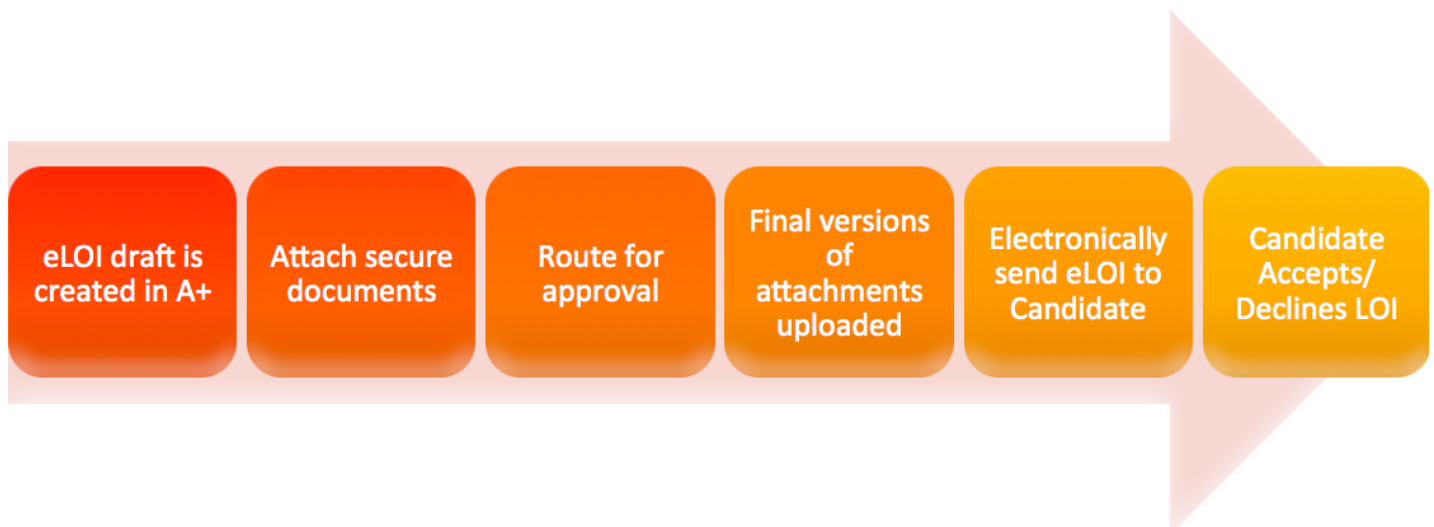 eLOI draft is
created in A+
Attach secure
documents
Route for
approval
Final versions
of
attachments
uploaded
Electronically
send eLOI to
Candidate
Candidate
Accepts/
Declines LOI